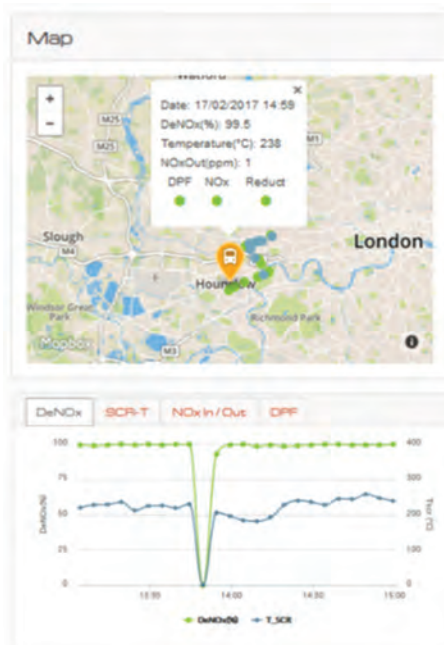 Map
Watford
+
-
M25
M25
M1
×
Date: 17/02/2017 14:59
DeNOx(%): 99.5
Temperature(°C): 238
NOxOut(ppm): 1
DPF NOx Reduct
Slough
M4
London
Hounslow
Windsor Great
Park
Richmond Park
Mapbox
M3
DeNOx SCR-T NOx In / Out DPF
100
75
50
25
0
DeNOx(%)
400
300
200
100
0
13:30 14:00 14:30 15:00
DeNOx(%) T_SCR